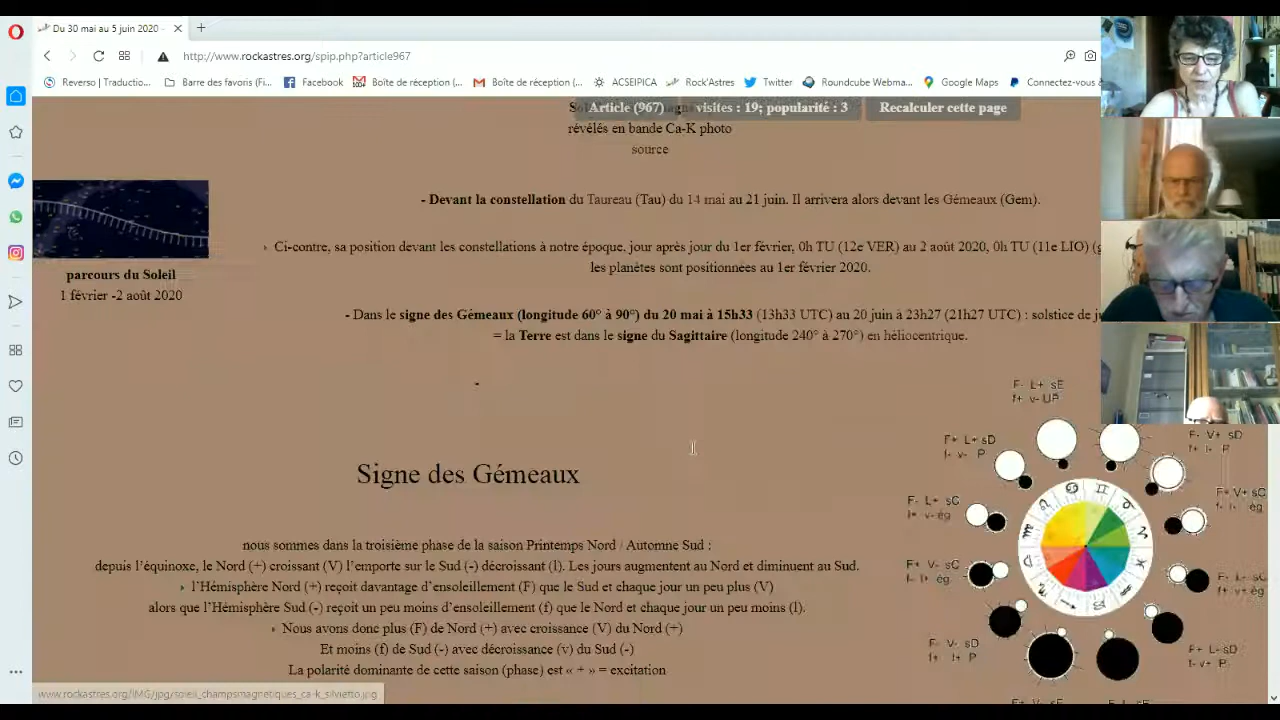 Du 30 mai au 5 juin 2020 -
http://www.rockastres.org/spip.php?article967
Reverso | Traductio...
Barre des favoris (Fi...
Facebook
Boîte de réception (...
Boîte de réception (...
ACSEIPICA
Rock'Astres
Twitter
Roundcube Webma...
Google Maps
Connectez-vous
Article (967)
visites : 19; popularité : 3
Recalculer cette page
révélés en bande Ca-K photo
source
- Devant la constellation du Taureau (Tau) du 14 mai au 21 juin. Il arrivera alors devant les Gémeaux (Gem).
Ci-contre, sa position devant les constellations à notre époque, jour après jour du 1er février, 0h TU (12e VER) au 2 août 2020, 0h TU (11e LIO)
les planètes sont positionnées au 1er février 2020.
parcours du Soleil
1 février -2 août 2020
- Dans le signe des Gémeaux (longitude 60° à 90°) du 20 mai à 15h33 (13h33 UTC) au 20 juin à 23h27 (21h27 UTC) : solstice de
= la Terre est dans le signe du Sagittaire (longitude 240° à 270°) en héliocentrique.
-
Signe des Gémeaux
nous sommes dans la troisième phase de la saison Printemps Nord / Automne Sud :
depuis l'équinoxe, le Nord (+) croissant (V) l'emporte sur le Sud (-) décroissant (l). Les jours augmentent au Nord et diminuent au Sud.
l'Hémisphère Nord (+) reçoit davantage d'ensoleillement (F) que le Sud et chaque jour un peu plus (V)
alors que l'Hémisphère Sud (-) reçoit un peu moins d'ensoleillement (f) que le Nord et chaque jour un peu moins (l).
Nous avons donc plus (F) de Nord (+) avec croissance (V) du Nord (+)
Et moins (f) de Sud (-) avec décroissance (v) du Sud (-)
La polarité dominante de cette saison (phase) est « + » = excitation
F- L+ sE
f+ v- UP
F+ L+ sD
f- v- P
F- V+ sD
f+ l- P
F- L+ sC
F+ V+ sC
F+ V- sC
F- V- sD
f+ l+ P
F+ L- sD
f- v+ P
www.rockastres.org/IMG/jpg/soleil_champsmagnetiques_ca-k_silvietto.jpg